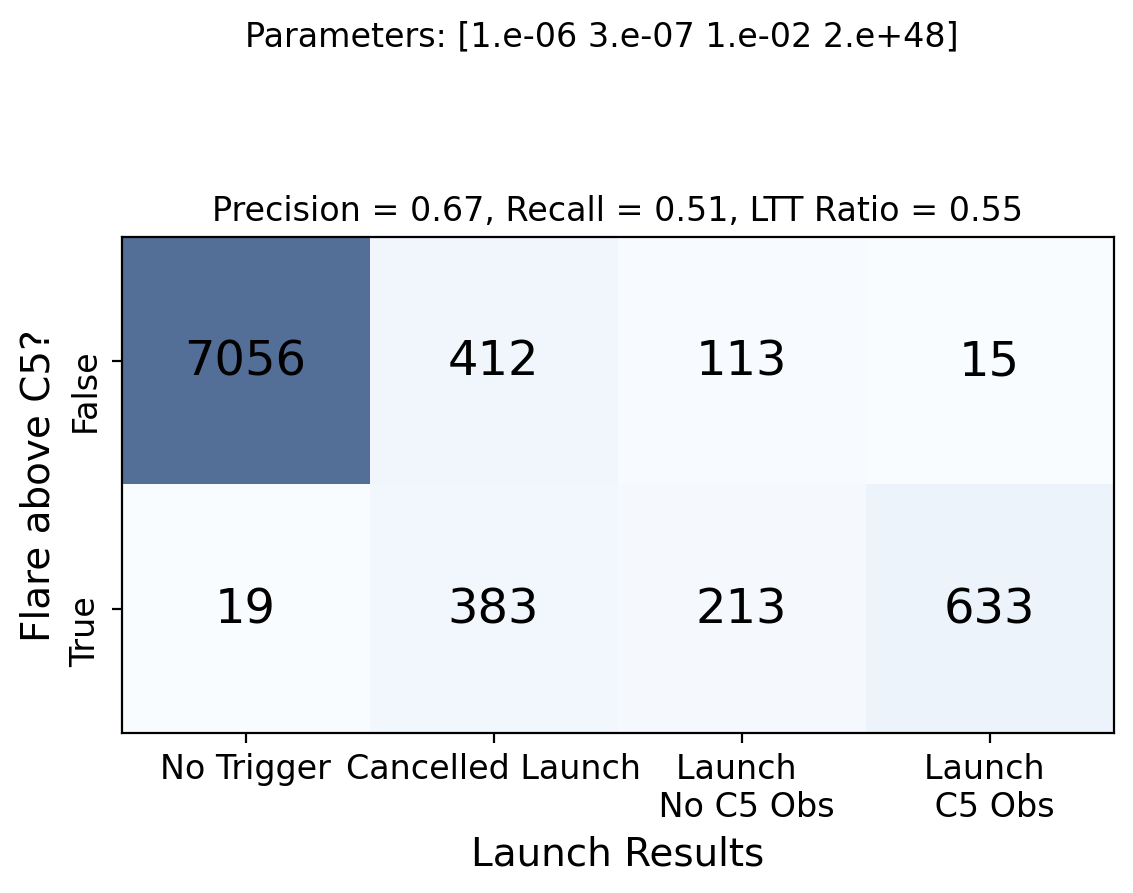 Parameters: [1.e-06 3.e-07 1.e-02 2.e+48]
Precision = 0.67, Recall = 0.51, LTT Ratio = 0.55
Flare above C5?
False
7056 412 113 15
True
19 383 213 633
No Trigger Cancelled Launch Launch Launch
No C5 Obs C5 Obs
Launch Results